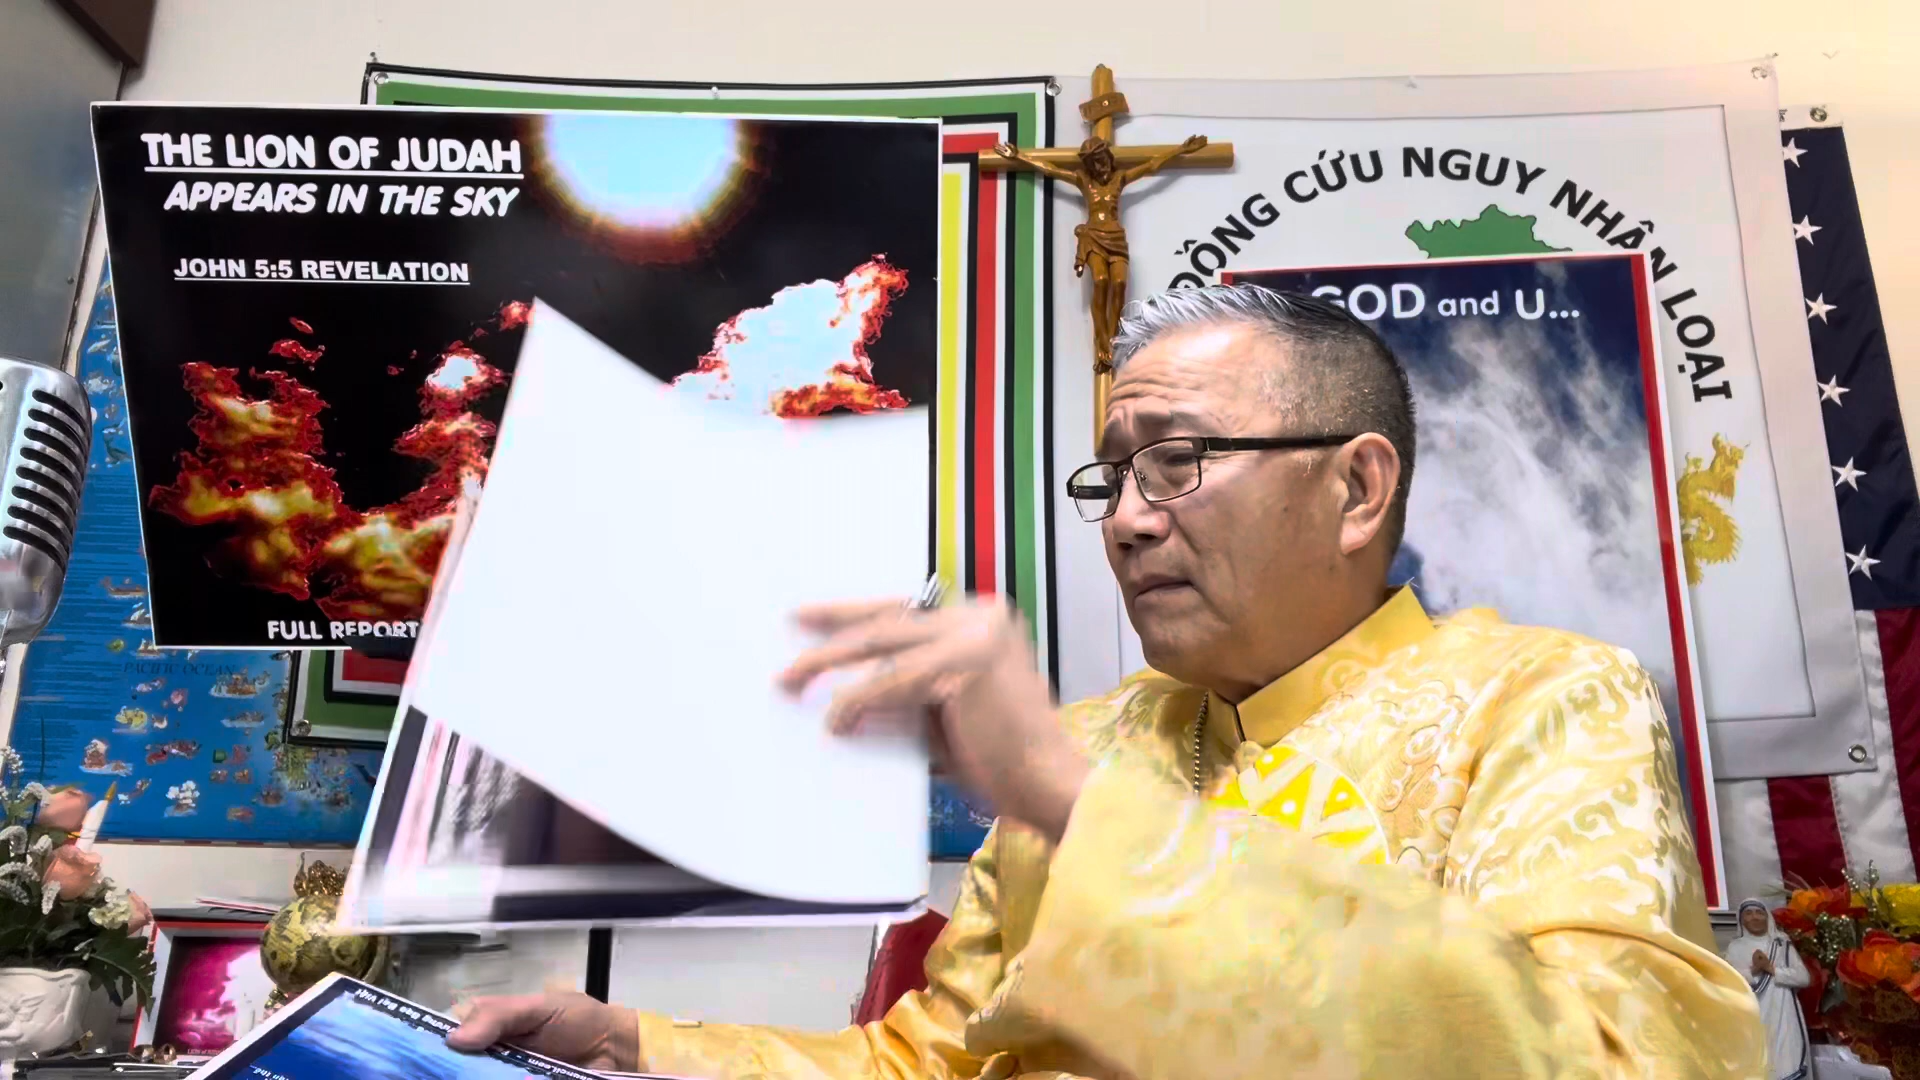 THE LION OF JUDAH
APPEARS IN THE SKY
JOHN 5:5 REVELATION
FULL REPORT
ĐỒNG CỨU NGUY NHÂN LOẠI
GOD and U...
PACIFIC OCEAN